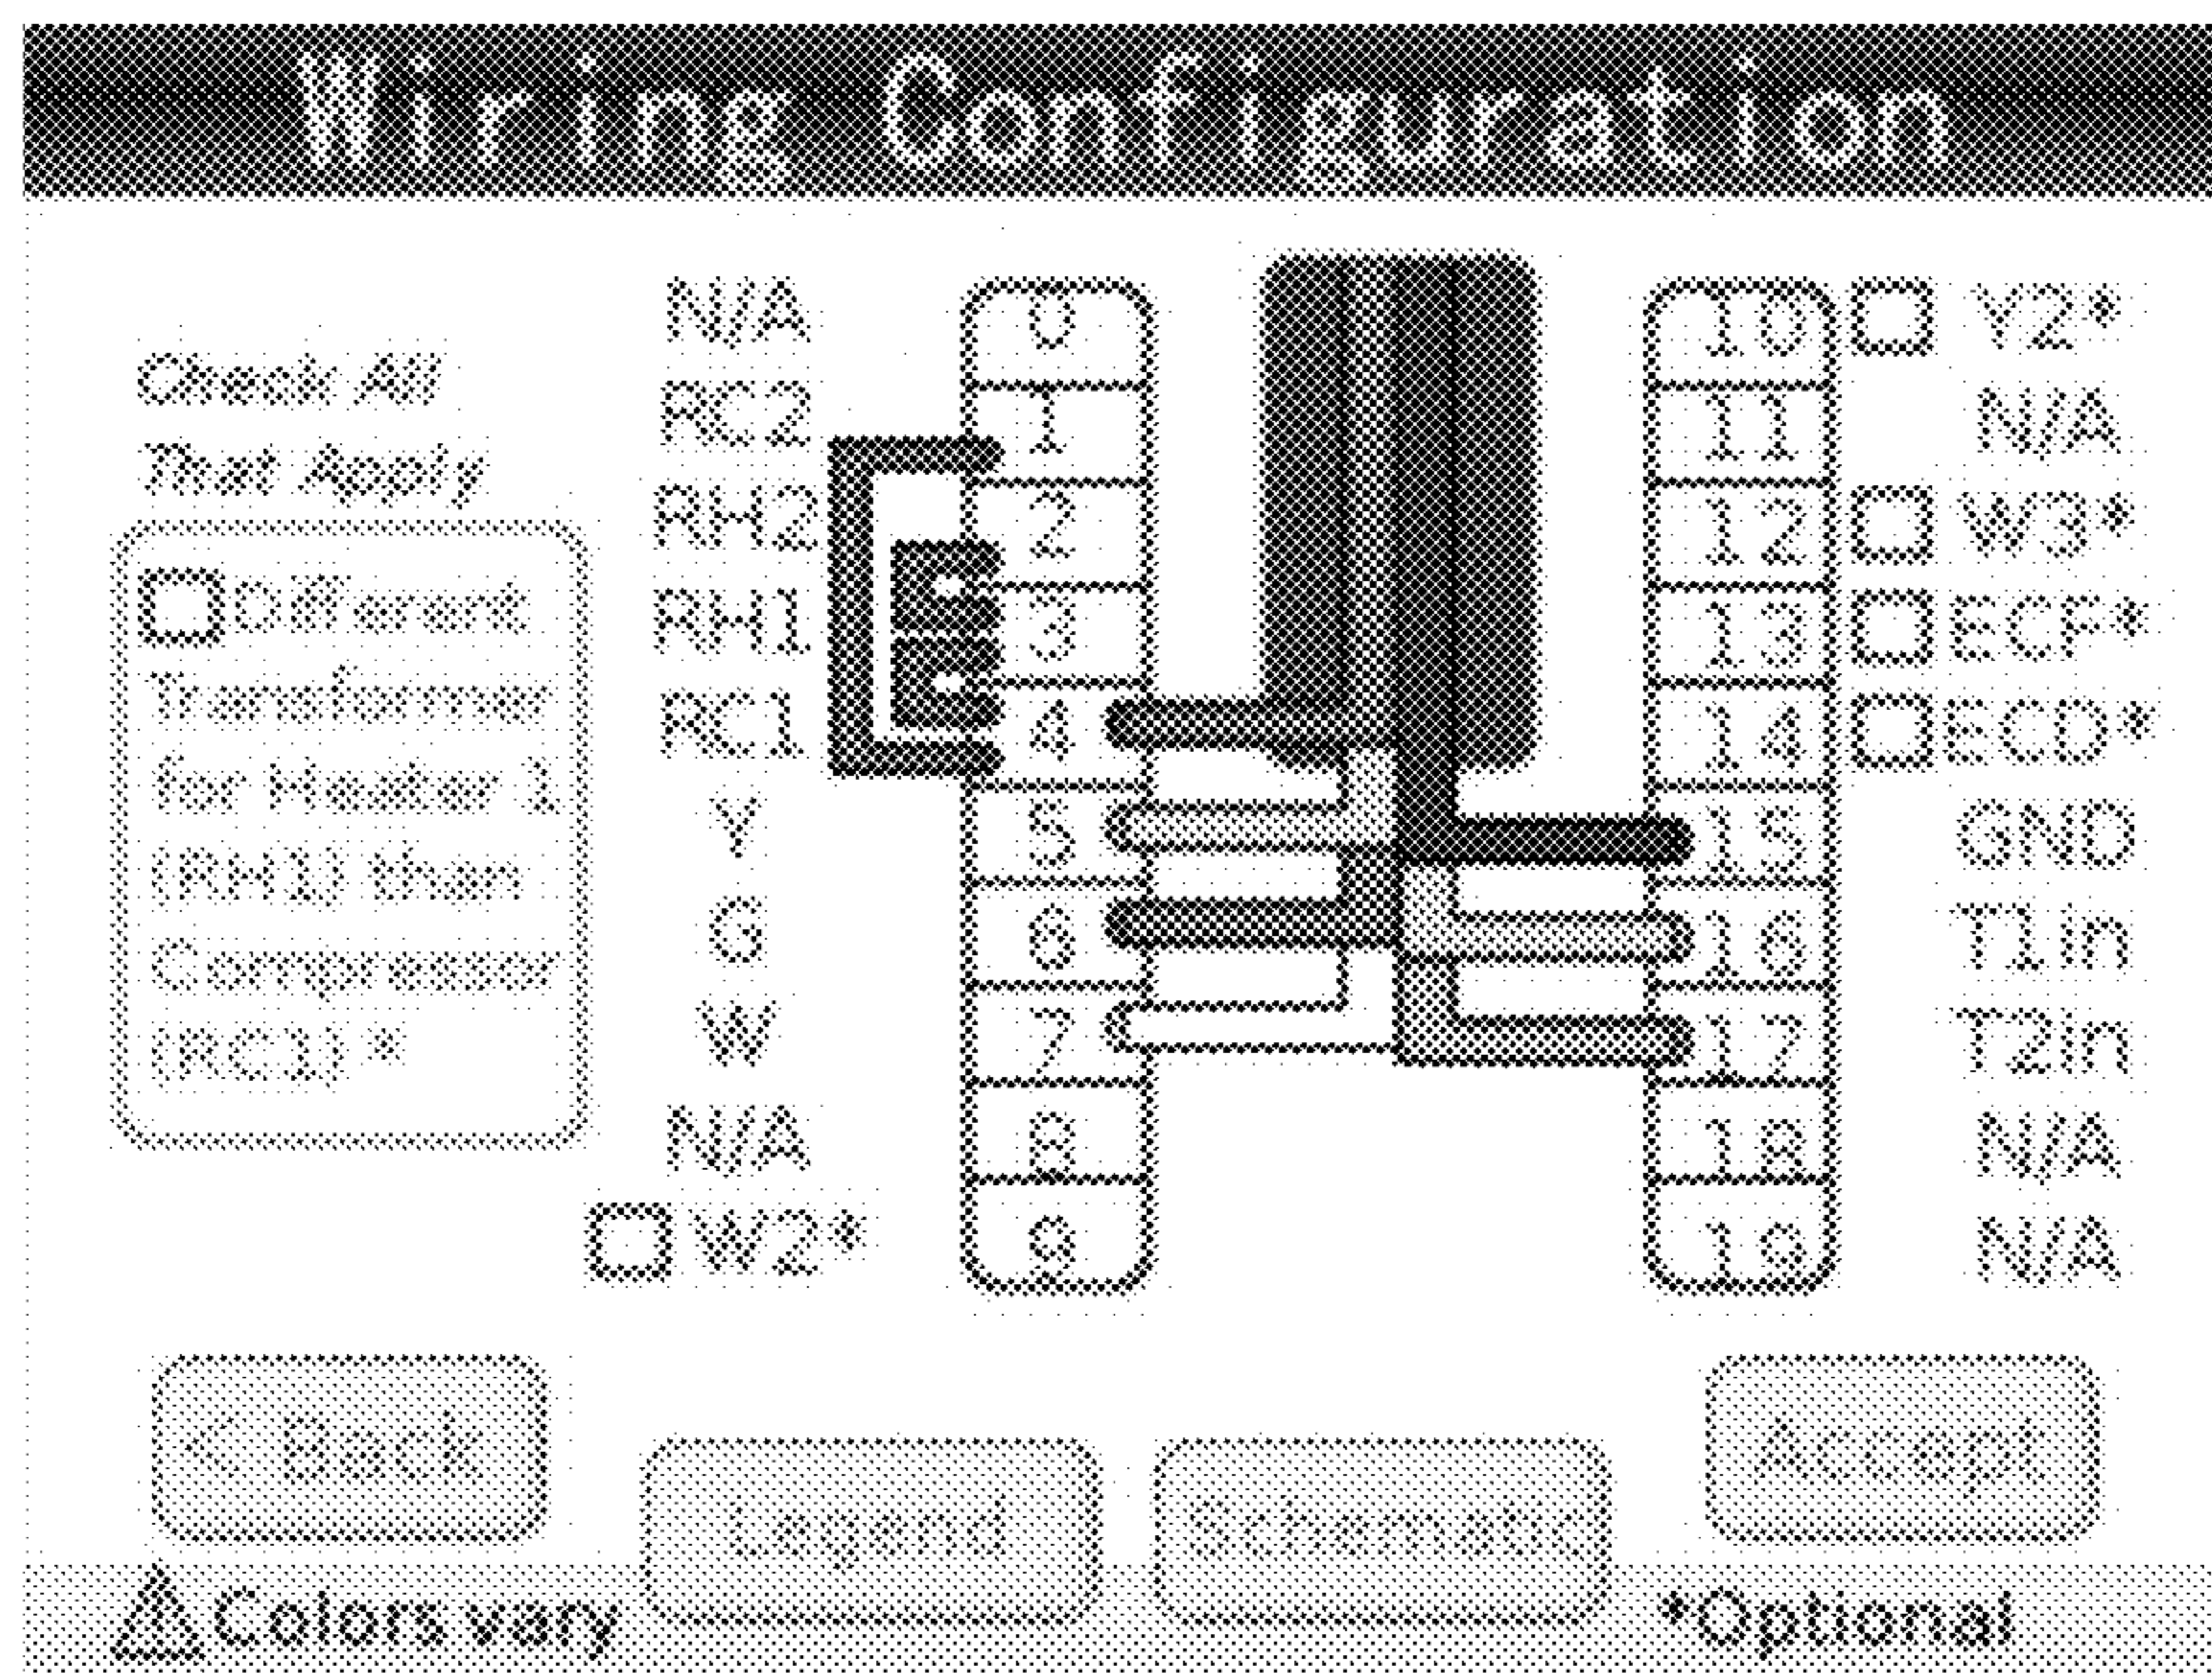 Wiring Configuration
Check All
That Apply
Different
Transformer
for Heater 1
(RH1) than
Compressor
(RC1) *
N/A
RC2
RH2
RH1
RC1
Y
G
W
N/A
W2*
0
1
2
3
4
5
6
7
8
9
10
11
12
13
14
15
16
17
18
19
Y2*
N/A
W3*
ECF*
ECD*
GND
T1in
T2in
N/A
N/A
< Back
Legend
Schematic
Accept
Colors vary
*Optional